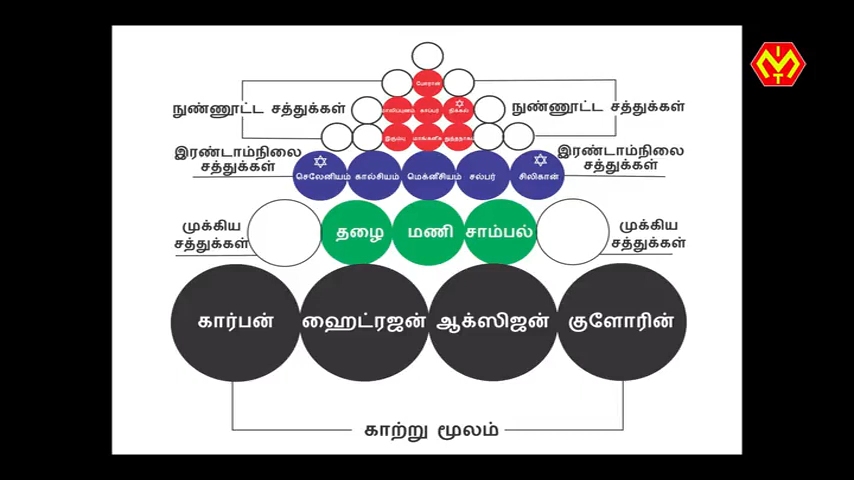 போரான்
நுண்ணூட்ட சத்துக்கள்
மாலிப்டினம் காப்பர் நிக்கல்
நுண்ணூட்ட சத்துக்கள்
இரும்பு மாங்கனீசு துத்தநாகம்
இரண்டாம்நிலை
சத்துக்கள்
செலேனியம் கால்சியம் மெக்னீசியம் சல்பர் சிலிகான்
இரண்டாம்நிலை
சத்துக்கள்
முக்கிய
சத்துக்கள்
தழை மணி சாம்பல்
முக்கிய
சத்துக்கள்
கார்பன் ஹைட்ரஜன் ஆக்ஸிஜன் குளோரின்
காற்று மூலம்